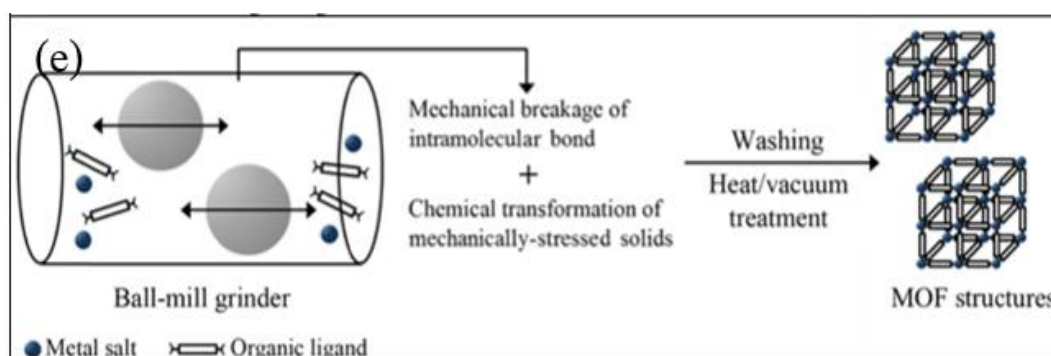 (e)
Mechanical breakage of
intramolecular bond
+
Chemical transformation of
mechanically-stressed solids
Washing
Heat/vacuum
treatment
Ball-mill grinder
MOF structures
Metal salt
Organic ligand